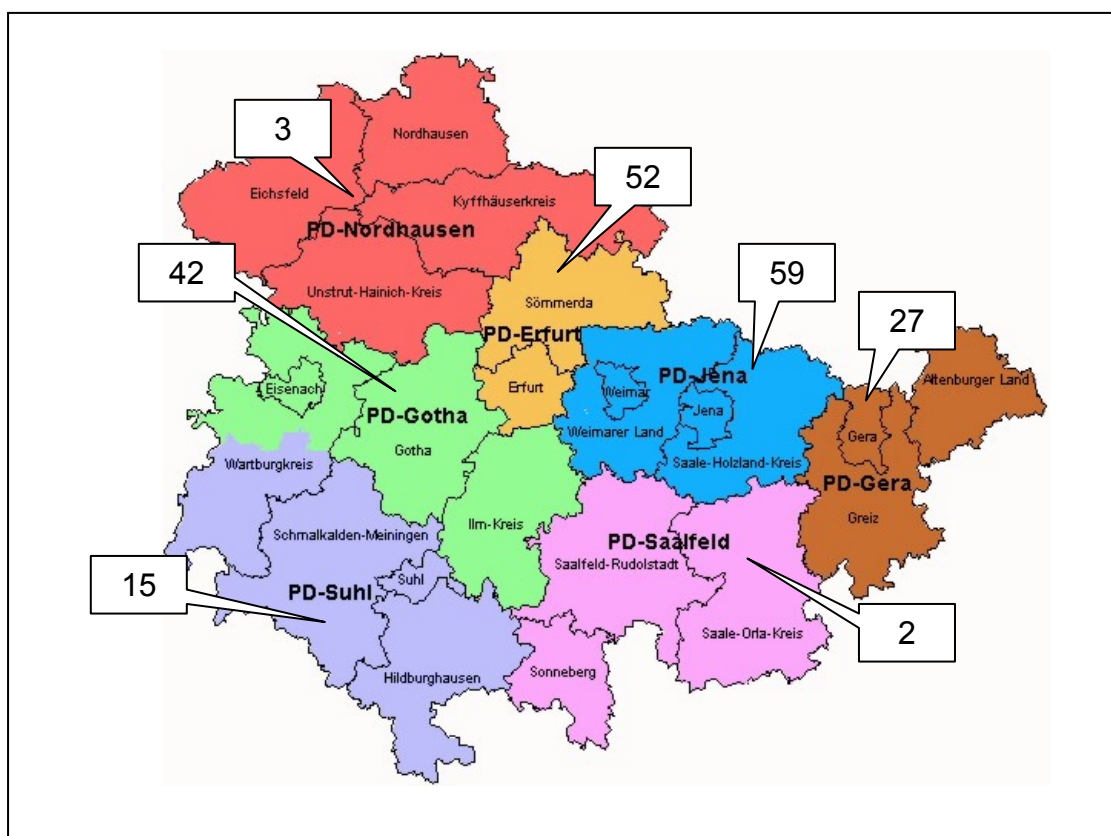 3
Nordhausen
52
Eichsfeld
Kyffhäuserkreis
PD-Nordhausen
42
59
Unstrut-Hainich-Kreis
Sömmerda
27
PD-Erfurt
PD-Jena
Altenburger Land
Eisenach
Erfurt
Weimar
PD-Gotha
Jena
Gotha
Weimarer Land
Gera
Wartburgkreis
Saale-Holzland-Kreis
PD-Gera
Ilm-Kreis
Greiz
Schmalkalden-Meiningen
PD-Saalfeld
Saalfeld-Rudolstadt
15
Suhl
PD-Suhl
Saale-Orla-Kreis
2
Sonneberg
Hildburghausen